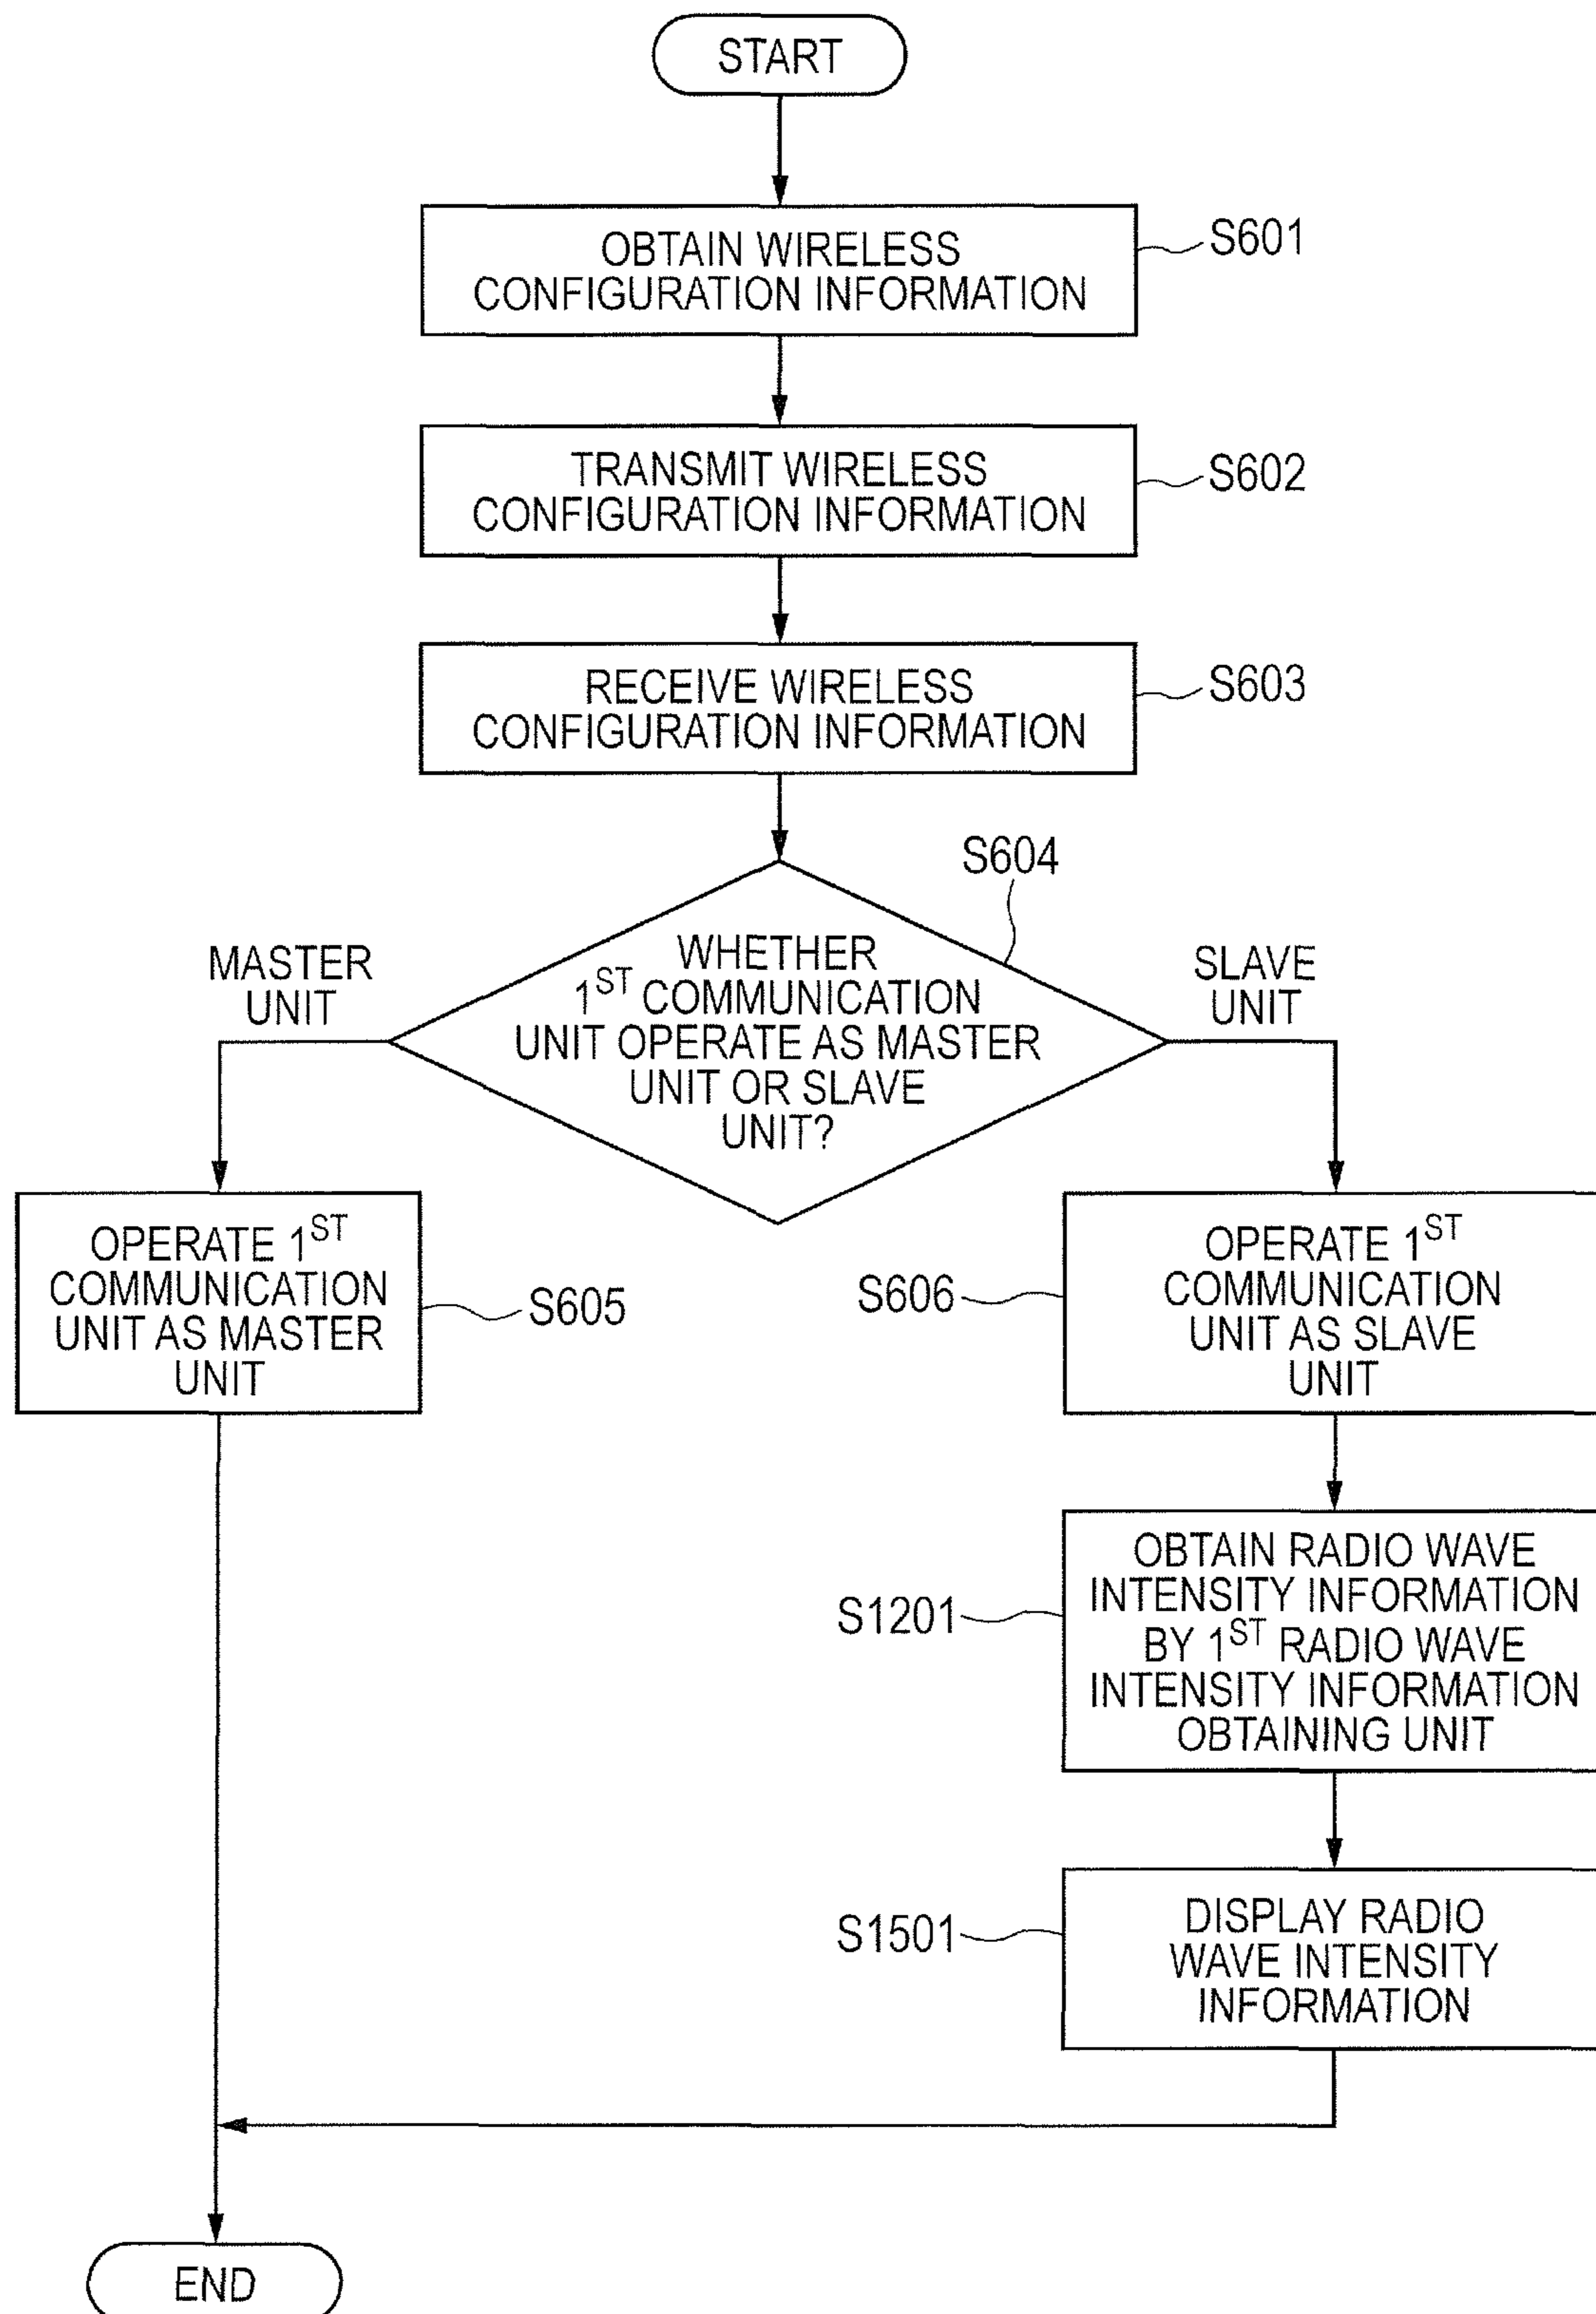 START
OBTAIN WIRELESS
CONFIGURATION INFORMATION
S601
TRANSMIT WIRELESS
CONFIGURATION INFORMATION
S602
RECEIVE WIRELESS
CONFIGURATION INFORMATION
S603
S604
WHETHER
1ST COMMUNICATION
UNIT OPERATE AS MASTER
UNIT OR SLAVE
UNIT?
MASTER
UNIT
SLAVE
UNIT
OPERATE 1ST
COMMUNICATION
UNIT AS MASTER
UNIT
S605
S606
OPERATE 1ST
COMMUNICATION
UNIT AS SLAVE
UNIT
S1201
OBTAIN RADIO WAVE
INTENSITY INFORMATION
BY 1ST RADIO WAVE
INTENSITY INFORMATION
OBTAINING UNIT
S1501
DISPLAY RADIO
WAVE INTENSITY
INFORMATION
END